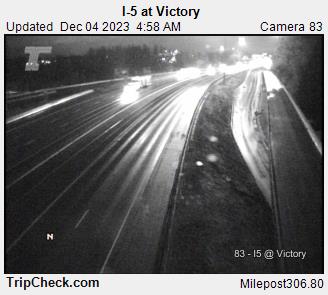 I-5 at Victory
Updated Dec 04 2023 4:58 AM Camera 83
T
N
83 - I5 @ Victory
TripCheck.com Milepost306.80